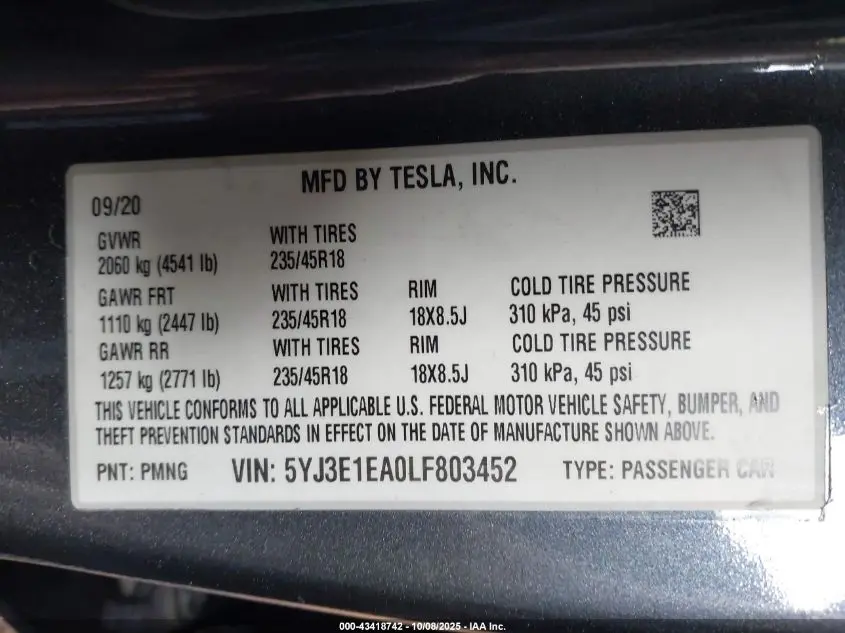 MFD BY TESLA, INC.
09/20
GVWR WITH TIRES
2060 kg (4541 lb) 235/45R18
GAWR FRT WITH TIRES RIM COLD TIRE PRESSURE
1110 kg (2447 lb) 235/45R18 18X8.5J 310 kPa, 45 psi
GAWR RR WITH TIRES RIM COLD TIRE PRESSURE
1257 kg (2771 lb) 235/45R18 18X8.5J 310 kPa, 45 psi
THIS VEHICLE CONFORMS TO ALL APPLICABLE U.S. FEDERAL MOTOR VEHICLE SAFETY, BUMPER, AND
THEFT PREVENTION STANDARDS IN EFFECT ON THE DATE OF MANUFACTURE SHOWN ABOVE.
PNT: PMNG VIN: 5YJ3E1EA0LF803452 TYPE: PASSENGER CAR
000-43418742 - 10/08/2025 - IAA Inc.